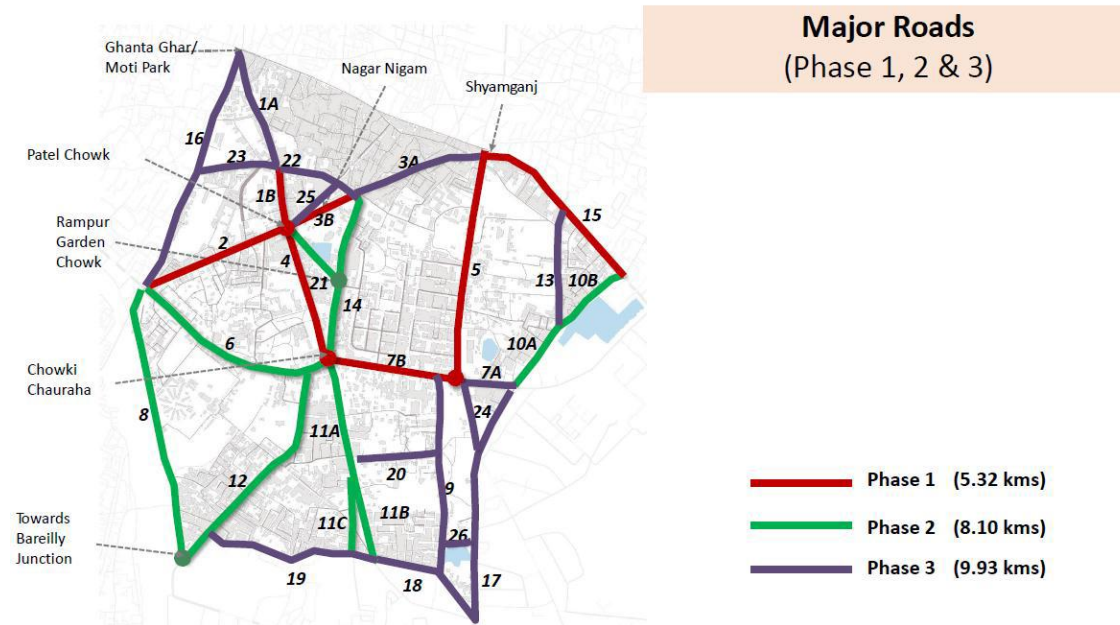 Major Roads
(Phase 1, 2 & 3)
Ghanta Ghar/
Moti Park
Nagar Nigam
Shyamganj
1A
16
Patel Chowk
23
22
3A
1B
25
3B
15
Rampur
Garden
Chowk
2
4
5
21
13
10B
14
6
10A
7B
7A
Chowki
Chauraha
8
24
11A
20
12
9
11C
11B
26
Towards
Bareilly
Junction
19
18
17
Phase 1 (5.32 kms)
Phase 2 (8.10 kms)
Phase 3 (9.93 kms)